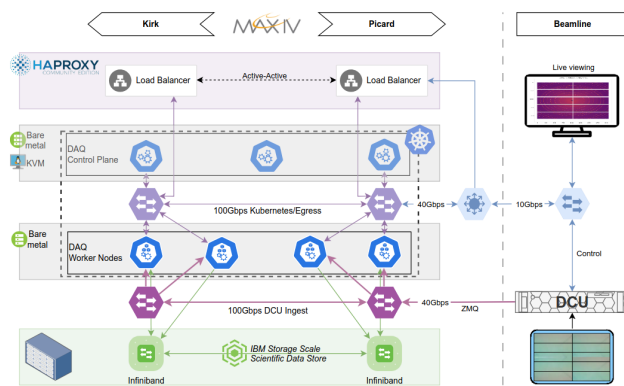 Kirk
MAXIV
Picard
Beamline
HAPROXY
COMMUNITY EDITION
Load Balancer
Active-Active
Load Balancer
Live viewing
Bare
metal
KVM
DAQ
Control Plane
100Gbps Kubernetes/Egress
40Gbps
10Gbps
Bare
metal
DAQ
Worker Nodes
Control
100Gbps DCU Ingest
40Gbps
ZMQ
DCU
IBM Storage Scale
Scientific Data Store
Infiniband
Infiniband